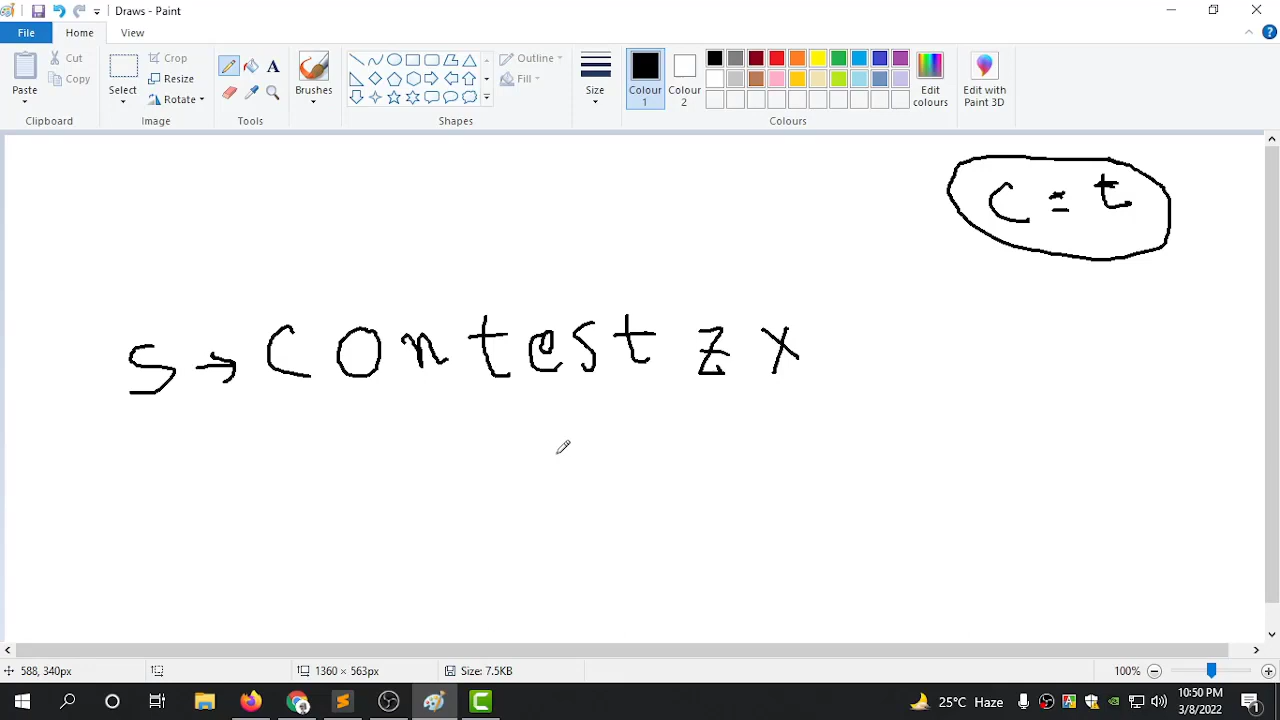 Draws - Paint
File Home View
Paste Cut Copy Clipboard
Select Crop Resize Rotate Image
Tools
Brushes
Outline Fill Shapes
Size
Colour 1 Colour 2 Edit colours Colours
Edit with Paint 3D
c = t
S → C o n t e s t z x
588, 340px 1360 × 563px Size: 7.5KB 100%
25°C Haze 10:50 PM
3/8/2022